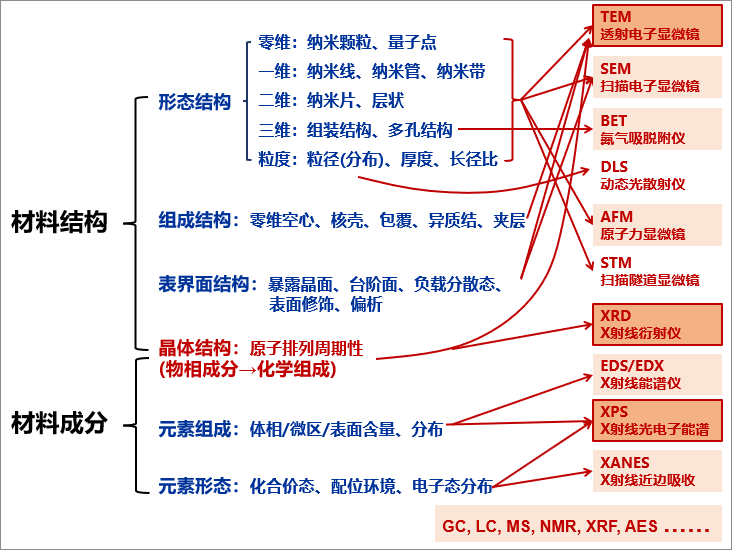 材料结构
形态结构
零维：纳米颗粒、量子点
一维：纳米线、纳米管、纳米带
二维：纳米片、层状
三维：组装结构、多孔结构
粒度：粒径(分布)、厚度、长径比
组成结构：零维空心、核壳、包覆、异质结、夹层
表界面结构：暴露晶面、台阶面、负载分散态、
表面修饰、偏析
晶体结构：原子排列周期性
(物相成分→化学组成)
材料成分
元素组成：体相/微区/表面含量、分布
元素形态：化合价态、配位环境、电子态分布
TEM
透射电子显微镜
SEM
扫描电子显微镜
BET
氮气吸脱附仪
DLS
动态光散射仪
AFM
原子力显微镜
STM
扫描隧道显微镜
XRD
X射线衍射仪
EDS/EDX
X射线能谱仪
XPS
X射线光电子能谱
XANES
X射线近边吸收
GC, LC, MS, NMR, XRF, AES ……